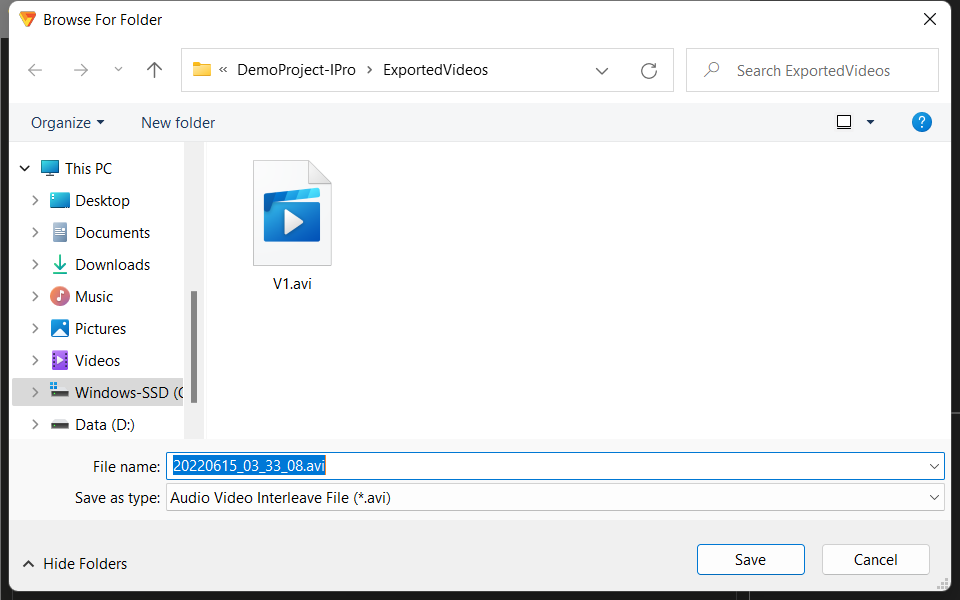 Browse For Folder
« DemoProject-IPro > ExportedVideos
Search ExportedVideos
Organize
New folder
?
This PC
Desktop
Documents
Downloads
Music
Pictures
Videos
Windows-SSD (C
Data (D:)
V1.avi
File name: 20220615_03_33_08.avi
Save as type: Audio Video Interleave File (*.avi)
Hide Folders
Save
Cancel